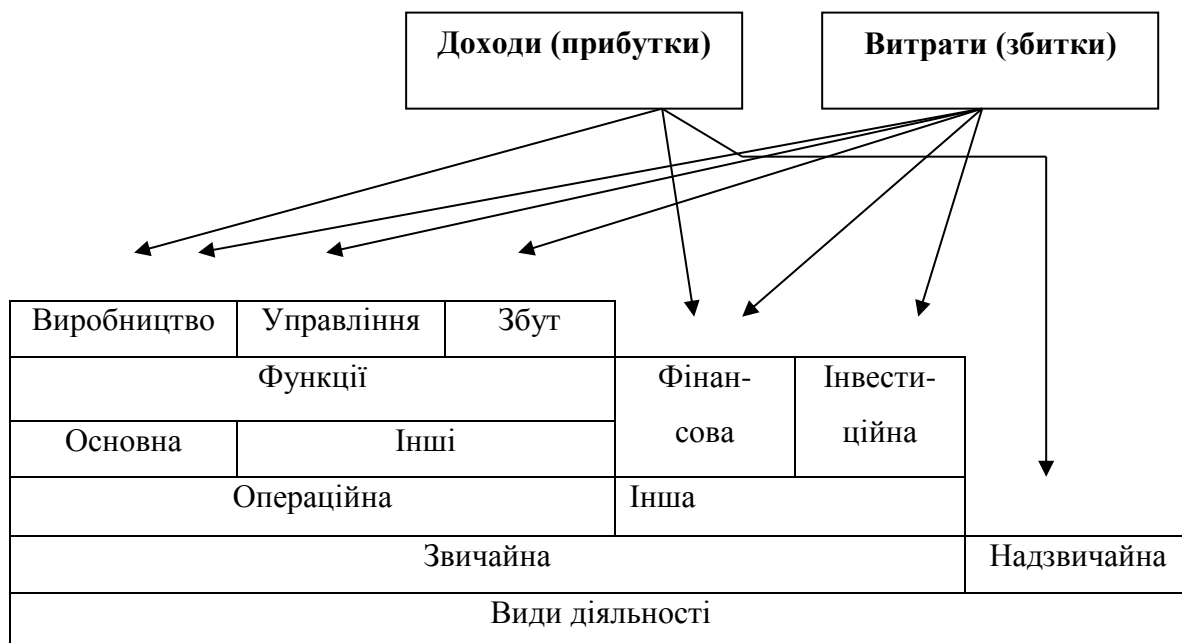 Доходи (прибутки)
Витрати (збитки)
Виробництво
Управління
Збут
Функції
Фінан-
сова
Інвести-
ційна
Основна
Інші
Операційна
Інша
Звичайна
Надзвичайна
Види діяльності